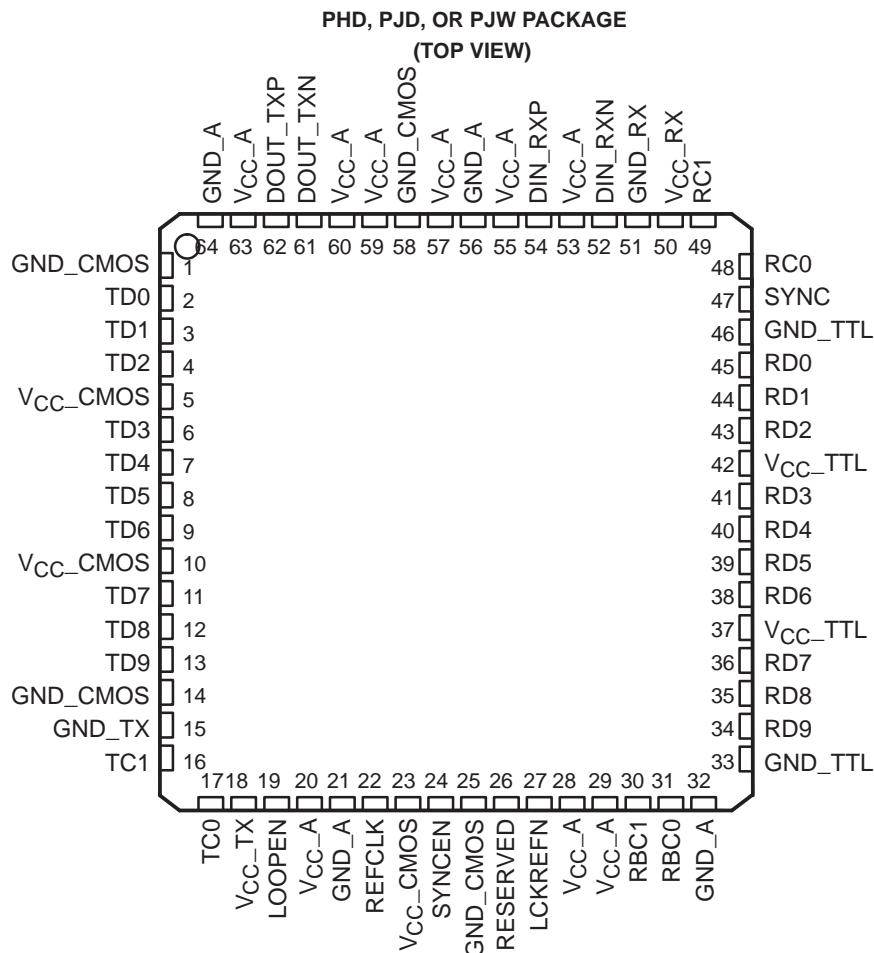 PHD, PJD, OR PJW PACKAGE
(TOP VIEW)
GND_A
VCC_A
DOUT_TXP
DOUT_TXN
VCC_A
VCC_A
GND_CMOS
VCC_A
GND_A
VCC_A
DIN_RXP
VCC_A
DIN_RXN
GND_RX
VCC_RX
RC1
64 63 62 61 60 59 58 57 56 55 54 53 52 51 50 49
GND_CMOS 1
TD0 2
TD1 3
TD2 4
VCC_CMOS 5
TD3 6
TD4 7
TD5 8
TD6 9
VCC_CMOS 10
TD7 11
TD8 12
TD9 13
GND_CMOS 14
GND_TX 15
TC1 16
48 RC0
47 SYNC
46 GND_TTL
45 RD0
44 RD1
43 RD2
42 VCC_TTL
41 RD3
40 RD4
39 RD5
38 RD6
37 VCC_TTL
36 RD7
35 RD8
34 RD9
33 GND_TTL
17 18 19 20 21 22 23 24 25 26 27 28 29 30 31 32
TC0
VCC_TX
LOOPEN
VCC_A
GND_A
REFCLK
VCC_CMOS
SYNCEN
GND_CMOS
RESERVED
LCKREFN
VCC_A
VCC_A
RBC1
RBC0
GND_A